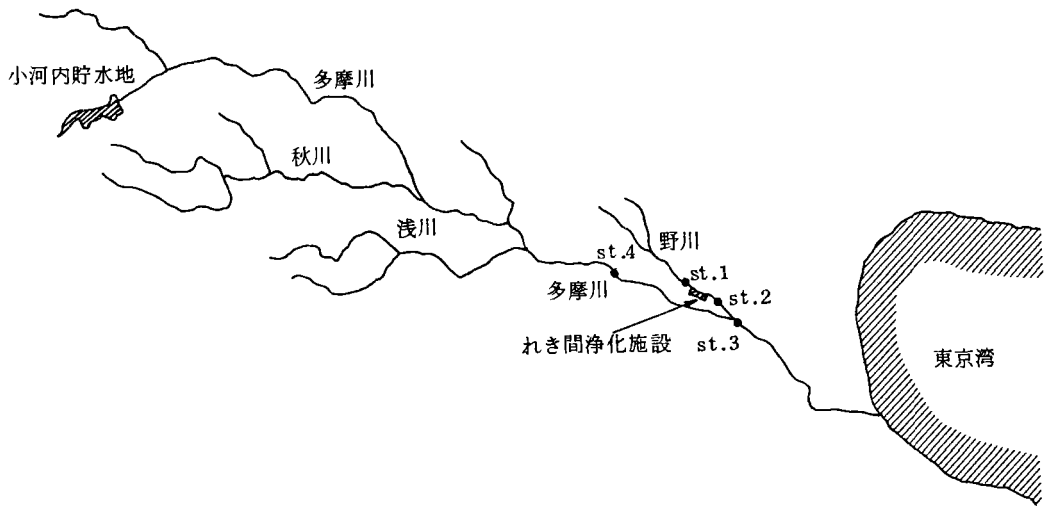 小河内貯水地
多摩川
秋川
浅川
野川
st.4
st.1
多摩川
st.2
れき間浄化施設
st.3
東京湾